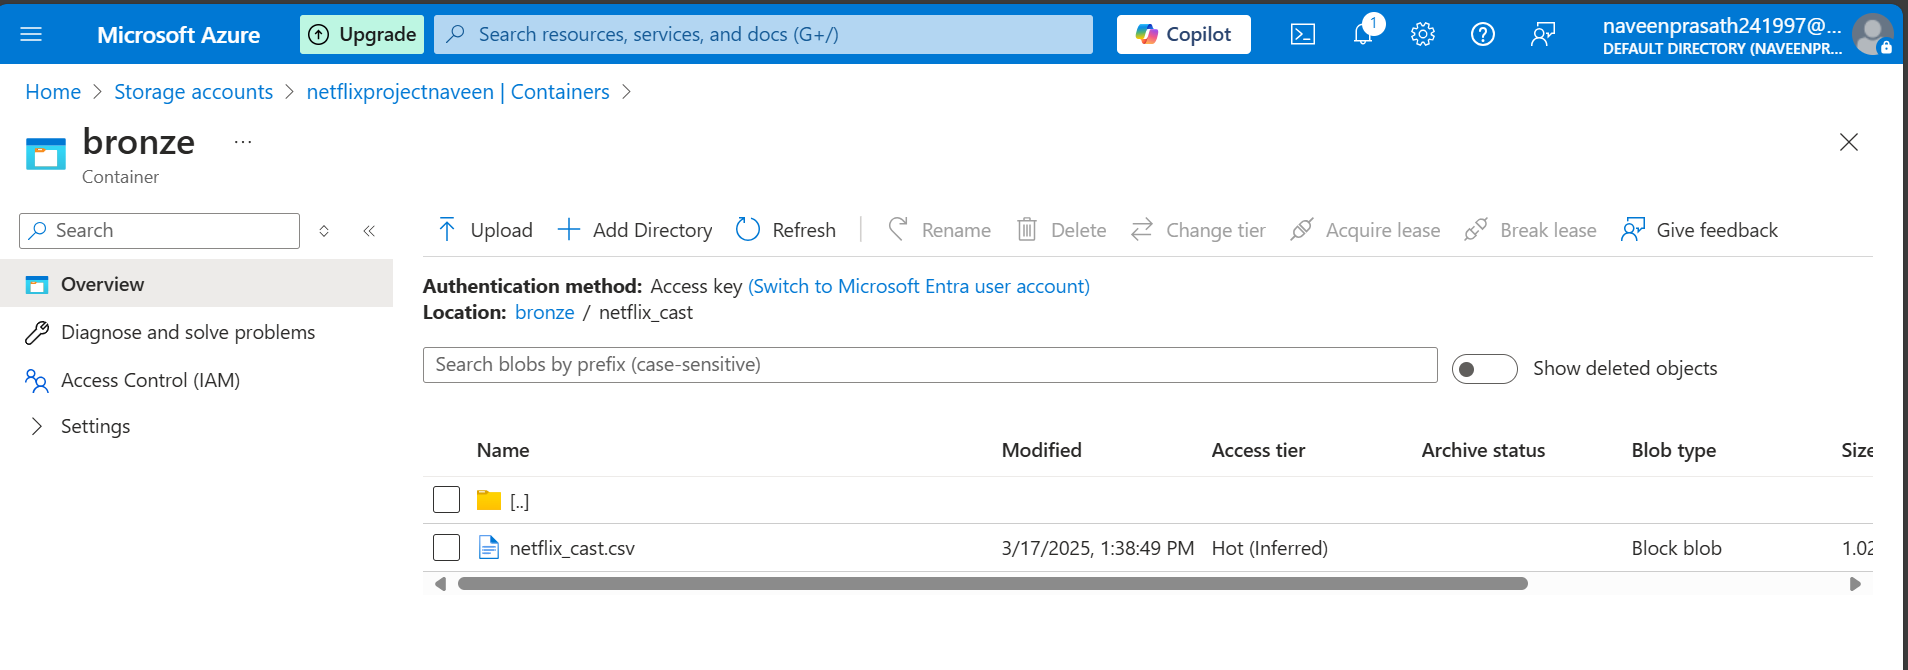 Microsoft Azure
Upgrade
Search resources, services, and docs (G+/)
Copilot
1
naveenprasath241997@...
DEFAULT DIRECTORY (NAVEENPR...
Home > Storage accounts > netflixprojectnaveen | Containers >
bronze ...
Container
Search
Overview
Diagnose and solve problems
Access Control (IAM)
Settings
Upload Add Directory Refresh Rename Delete Change tier Acquire lease Break lease Give feedback
Authentication method: Access key (Switch to Microsoft Entra user account)
Location: bronze / netflix_cast
Search blobs by prefix (case-sensitive)
Show deleted objects
Name Modified Access tier Archive status Blob type Size
[..]
netflix_cast.csv 3/17/2025, 1:38:49 PM Hot (Inferred) Block blob 1.02